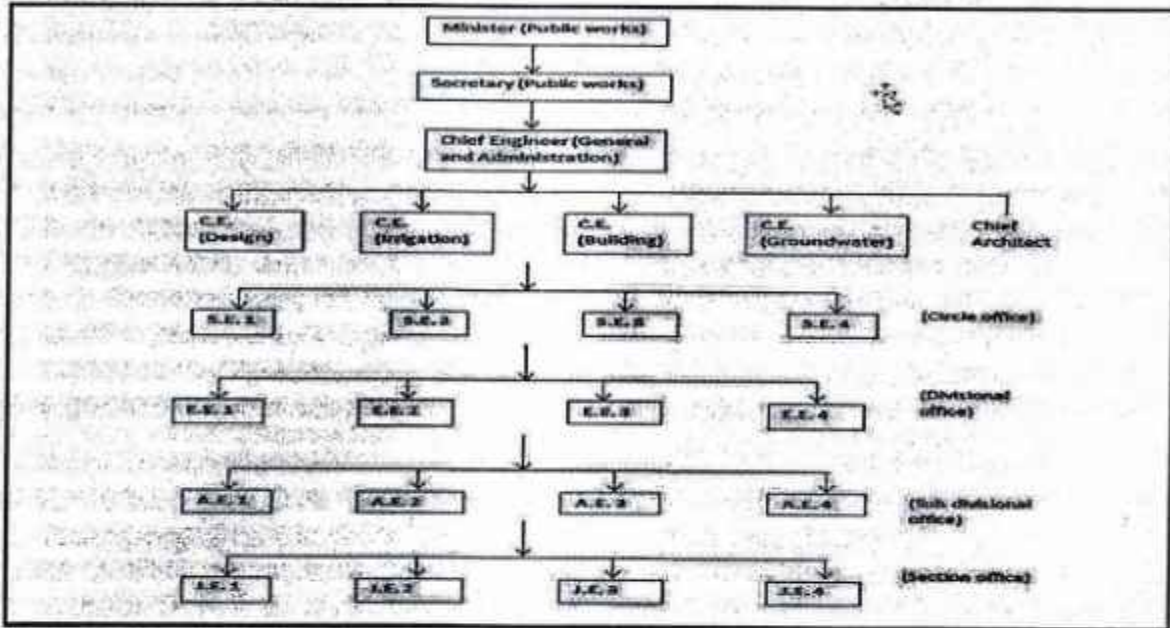 Minister (Public works)
Secretary (Public works)
Chief Engineer (General
and Administration)
C.E.
(Design)
C.E.
(Irrigation)
C.E.
(Building)
C.E.
(Groundwater)
Chief
Architect
S.E. 1
S.E. 2
S.E. 3
S.E. 4
(Circle office)
E.E. 1
E.E. 2
E.E. 3
E.E. 4
(Divisional
office)
A.E. 1
A.E. 2
A.E. 3
A.E. 4
(Sub divisional
office)
J.E. 1
J.E. 2
J.E. 3
J.E. 4
(Section office)